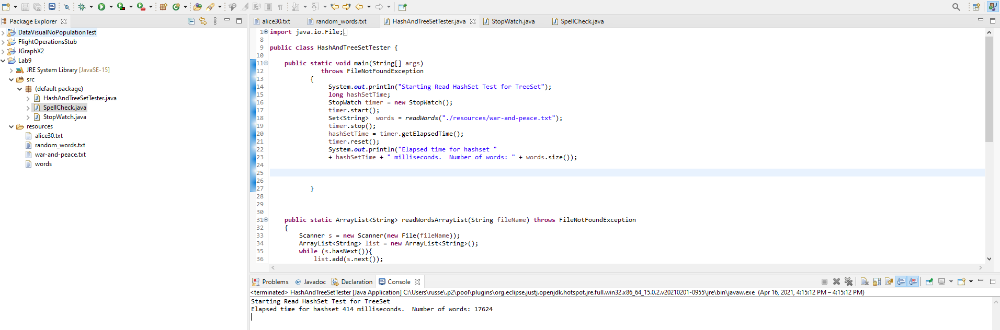 Package Explorer
DataVisualNoPopulationTest
FlightOperationsStub
JGraphX2
Lab9
JRE System Library [JavaSE-15]
src
(default package)
HashAndTreeSetTester.java
SpellCheck.java
StopWatch.java
resources
alice30.txt
random_words.txt
war-and-peace.txt
words
alice30.txt random_words.txt HashAndTreeSetTester.java StopWatch.java SpellCheck.java
1 import java.io.File;
8
9 public class HashAndTreeSetTester {
10
11 public static void main(String[] args)
12 throws FileNotFoundException
13 {
14 System.out.println("Starting Read HashSet Test for TreeSet");
15 long hashSetTime;
16 StopWatch timer = new StopWatch();
17 timer.start();
18 Set<String>  words = readWords("./resources/war-and-peace.txt");
19 timer.stop();
20 hashSetTime = timer.getElapsedTime();
21 timer.reset();
22 System.out.println("Elapsed time for hashset "
23 + hashSetTime + " milliseconds.  Number of words: " + words.size());
24
25
26
27 }
28
29
30
31 public static ArrayList<String> readWordsArrayList(String fileName) throws FileNotFoundException
32 {
33 Scanner s = new Scanner(new File(fileName));
34 ArrayList<String> list = new ArrayList<String>();
35 while (s.hasNext()){
36 list.add(s.next());
Problems @ Javadoc Declaration Console
<terminated> HashAndTreeSetTester [Java Application] C:\Users\russe\.p2\pool\plugins\org.eclipse.justj.openjdk.hotspot.jre.full.win32.x86_64_15.0.2.v20210201-0955\jre\bin\javaw.exe (Apr 16, 2021, 4:15:12 PM – 4:15:12 PM)
Starting Read HashSet Test for TreeSet
Elapsed time for hashset 414 milliseconds.  Number of words: 17624